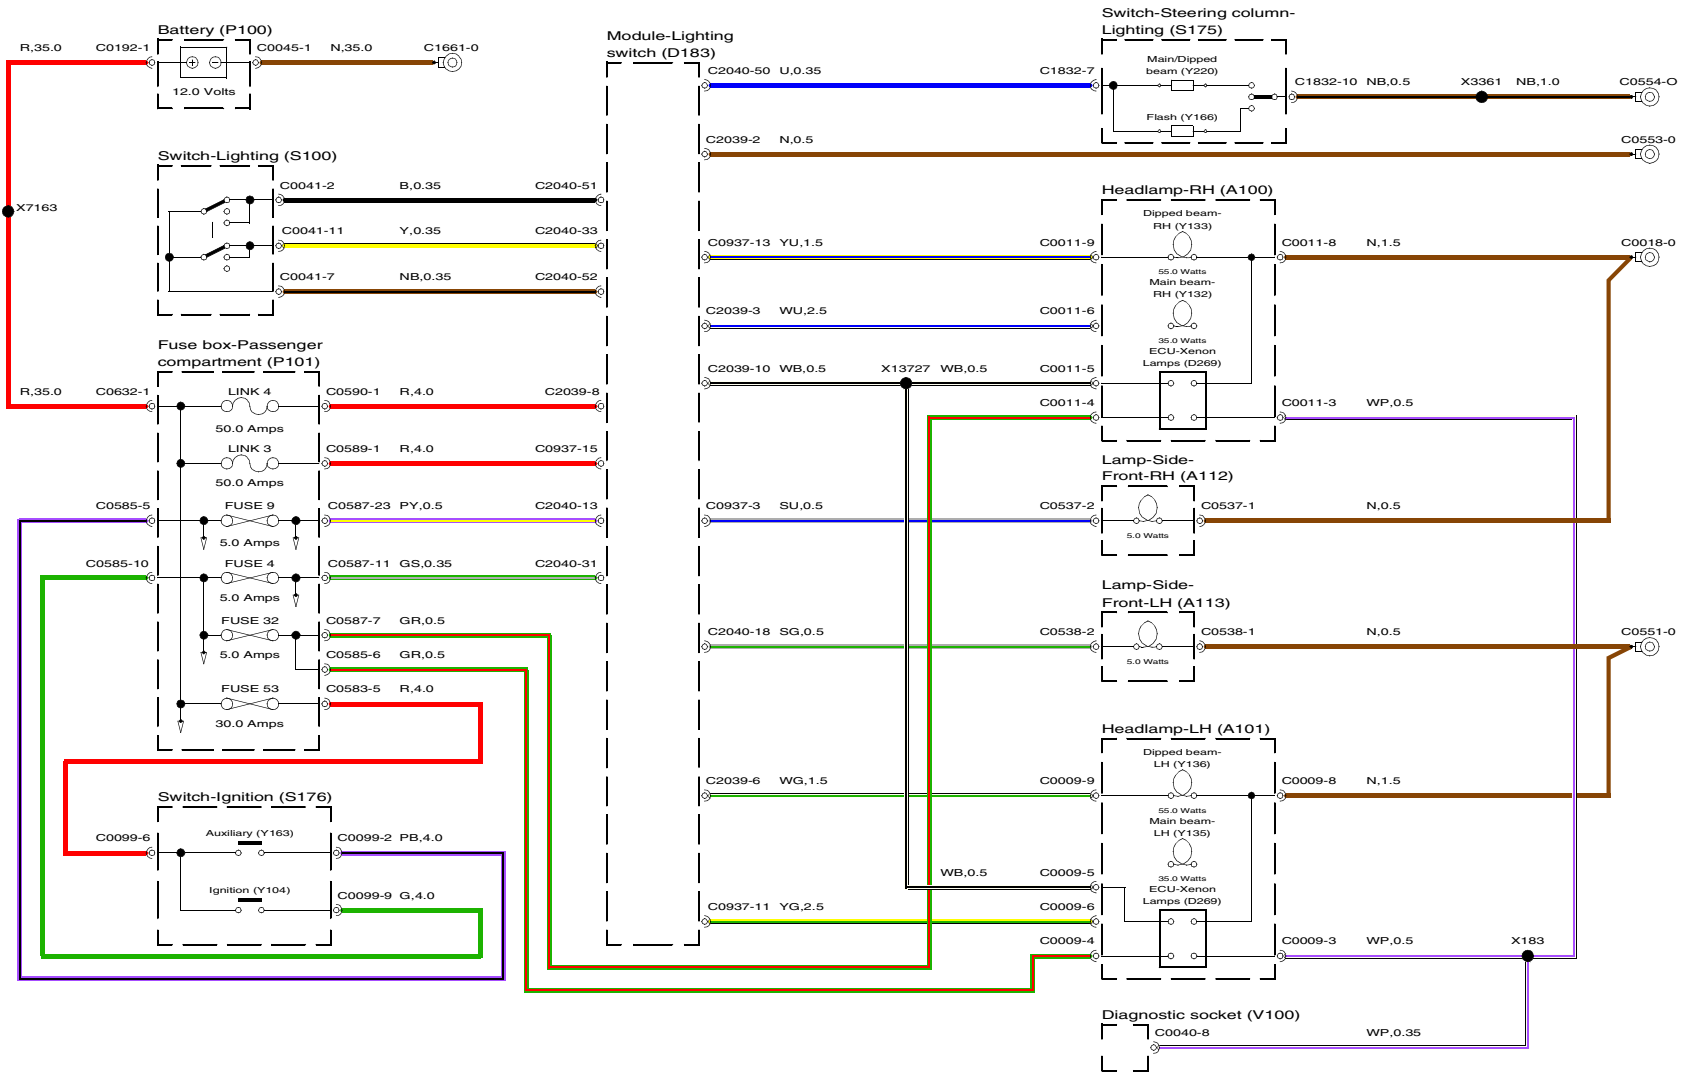 Battery (P100)
R,35.0 C0192-1 C0045-1 N,35.0 C1661-0
12.0 Volts
X7163
Switch-Lighting (S100)
C0041-2 B,0.35 C2040-51
C0041-11 Y,0.35 C2040-33
C0041-7 NB,0.35 C2040-52
Fuse box-Passenger
compartment (P101)
R,35.0 C0632-1 LINK 4 C0590-1 R,4.0 C2039-8
50.0 Amps
LINK 3 C0589-1 R,4.0 C0937-15
50.0 Amps
C0585-5 FUSE 9 C0587-23 PY,0.5 C2040-13
5.0 Amps
C0585-10 FUSE 4 C0587-11 GS,0.35 C2040-31
5.0 Amps
FUSE 32 C0587-7 GR,0.5
5.0 Amps C0585-6 GR,0.5
FUSE 53 C0583-5 R,4.0
30.0 Amps
Switch-Ignition (S176)
C0099-6 Auxiliary (Y163) C0099-2 PB,4.0
Ignition (Y104) C0099-9 G,4.0
Module-Lighting
switch (D183)
C2040-50 U,0.35 C1832-7
C2039-2 N,0.5 C0553-0
C0937-13 YU,1.5 C0011-9
C2039-3 WU,2.5 C0011-6
C2039-10 WB,0.5 X13727 WB,0.5 C0011-5
C0011-4
C0937-3 SU,0.5 C0537-2
C2040-18 SG,0.5 C0538-2
C2039-6 WG,1.5 C0009-9
WB,0.5 C0009-5
C0937-11 YG,2.5 C0009-6
C0009-4
Switch-Steering column-
Lighting (S175)
Main/Dipped
beam (Y220)
Flash (Y166)
C1832-10 NB,0.5 X3361 NB,1.0 C0554-O
Headlamp-RH (A100)
Dipped beam-
RH (Y133)
55.0 Watts
Main beam-
RH (Y132)
35.0 Watts
ECU-Xenon
Lamps (D269)
C0011-8 N,1.5 C0018-0
C0011-3 WP,0.5
Lamp-Side-
Front-RH (A112)
C0537-1 N,0.5
5.0 Watts
Lamp-Side-
Front-LH (A113)
C0538-1 N,0.5 C0551-0
5.0 Watts
Headlamp-LH (A101)
Dipped beam-
LH (Y136)
55.0 Watts
Main beam-
LH (Y135)
35.0 Watts
ECU-Xenon
Lamps (D269)
C0009-8 N,1.5
C0009-3 WP,0.5 X183
Diagnostic socket (V100)
C0040-8 WP,0.35